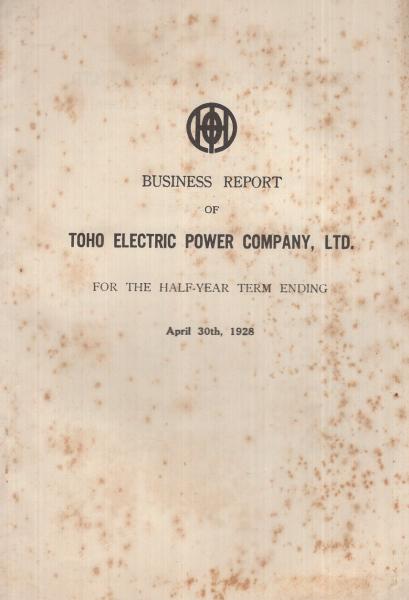 BUSINESS REPORT
OF
TOHO ELECTRIC POWER COMPANY, LTD.
FOR THE HALF-YEAR TERM ENDING
April 30th, 1928